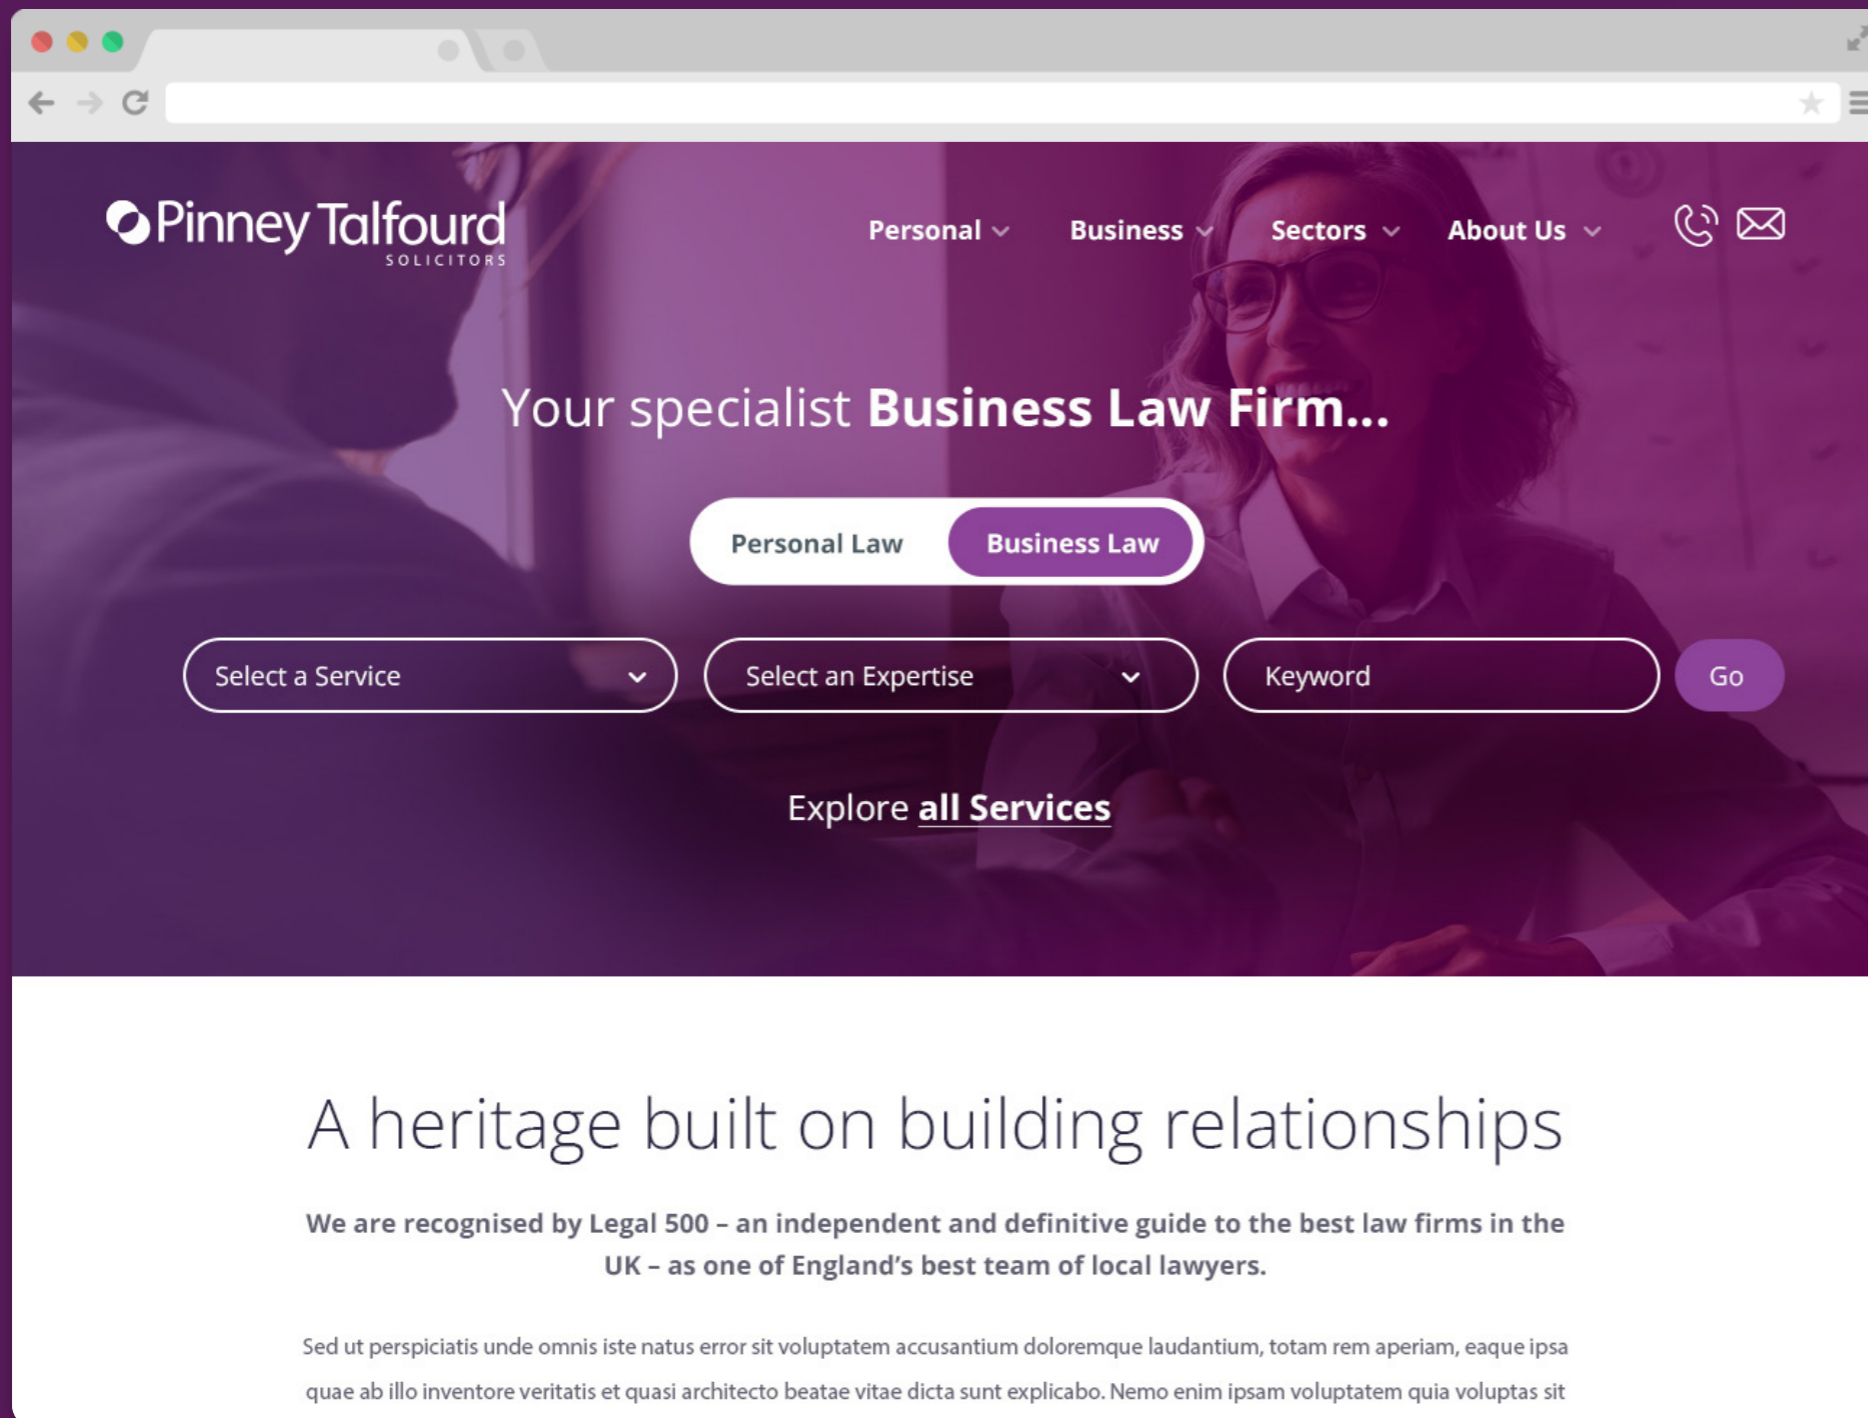 Pinney Talfourd
SOLICITORS
Personal
Business
Sectors
About Us
Your specialist Business Law Firm...
Personal Law
Business Law
Select a Service
Select an Expertise
Keyword
Go
Explore all Services
A heritage built on building relationships
We are recognised by Legal 500 – an independent and definitive guide to the best law firms in the
UK – as one of England’s best team of local lawyers.
Sed ut perspiciatis unde omnis iste natus error sit voluptatem accusantium doloremque laudantium, totam rem aperiam, eaque ipsa
quae ab illo inventore veritatis et quasi architecto beatae vitae dicta sunt explicabo. Nemo enim ipsam voluptatem quia voluptas sit